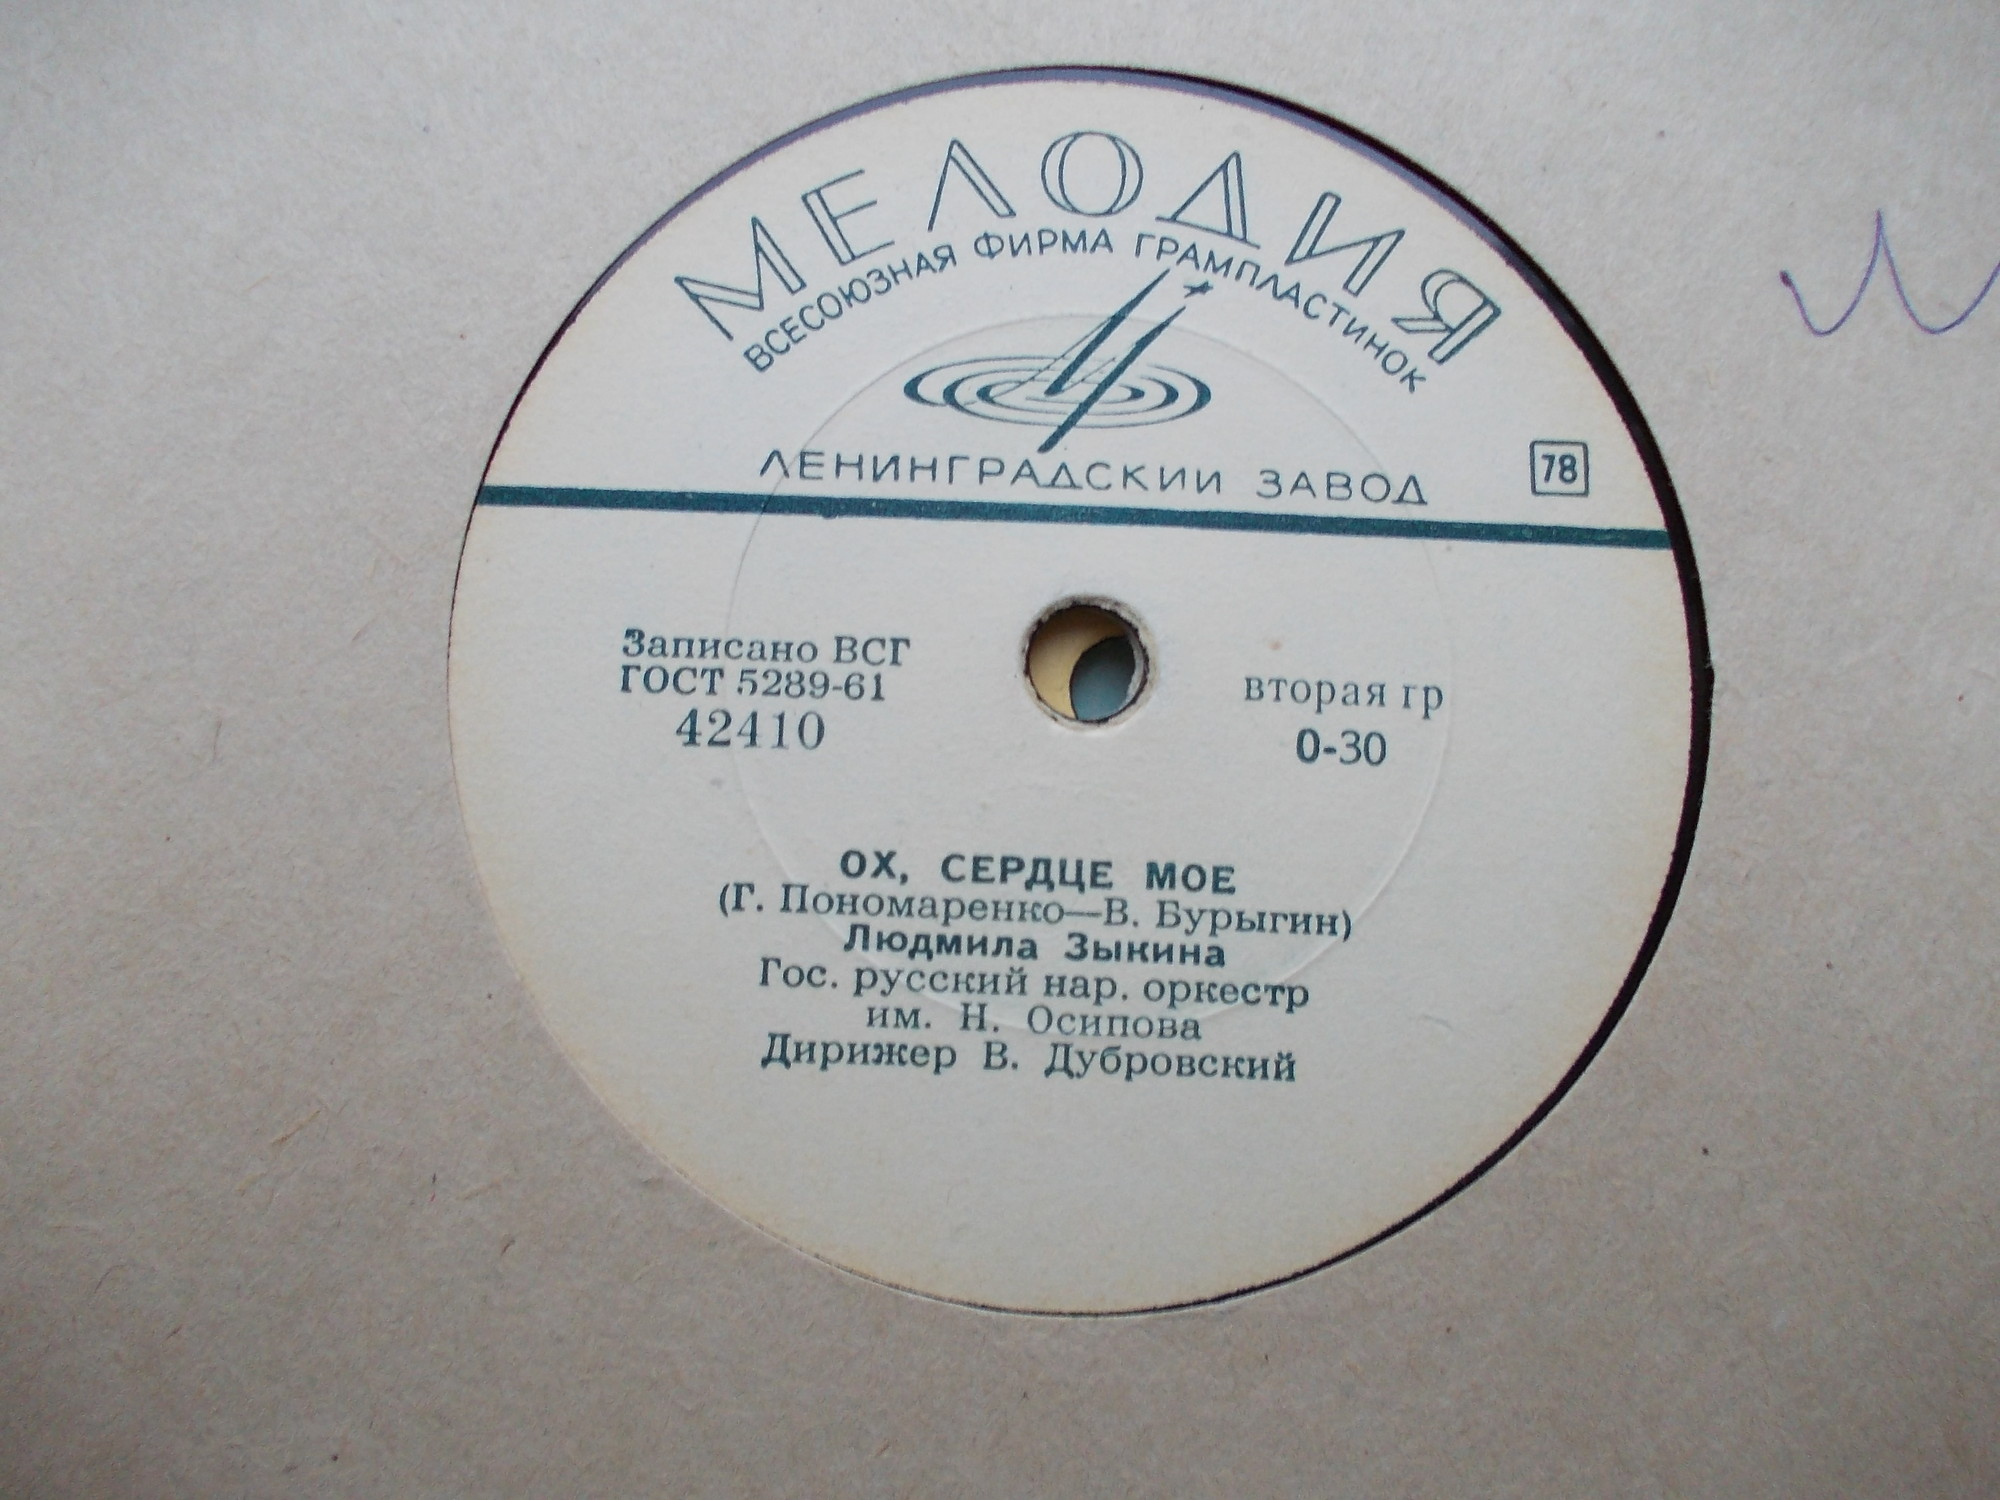 МЕЛОДИЯ
ВСЕСОЮЗНАЯ ФИРМА ГРАМПЛАСТИНОК
ЛЕНИНГРАДСКИИ ЗАВОД
78
Записано ВСГ
ГОСТ 5289-61
42410
вторая гр
0-30
ОХ, СЕРДЦЕ МОЕ
(Г. Пономаренко—В. Бурыгин)
Людмила Зыкина
Гос. русский нар. оркестр
им. Н. Осипова
Дирижер В. Дубровский